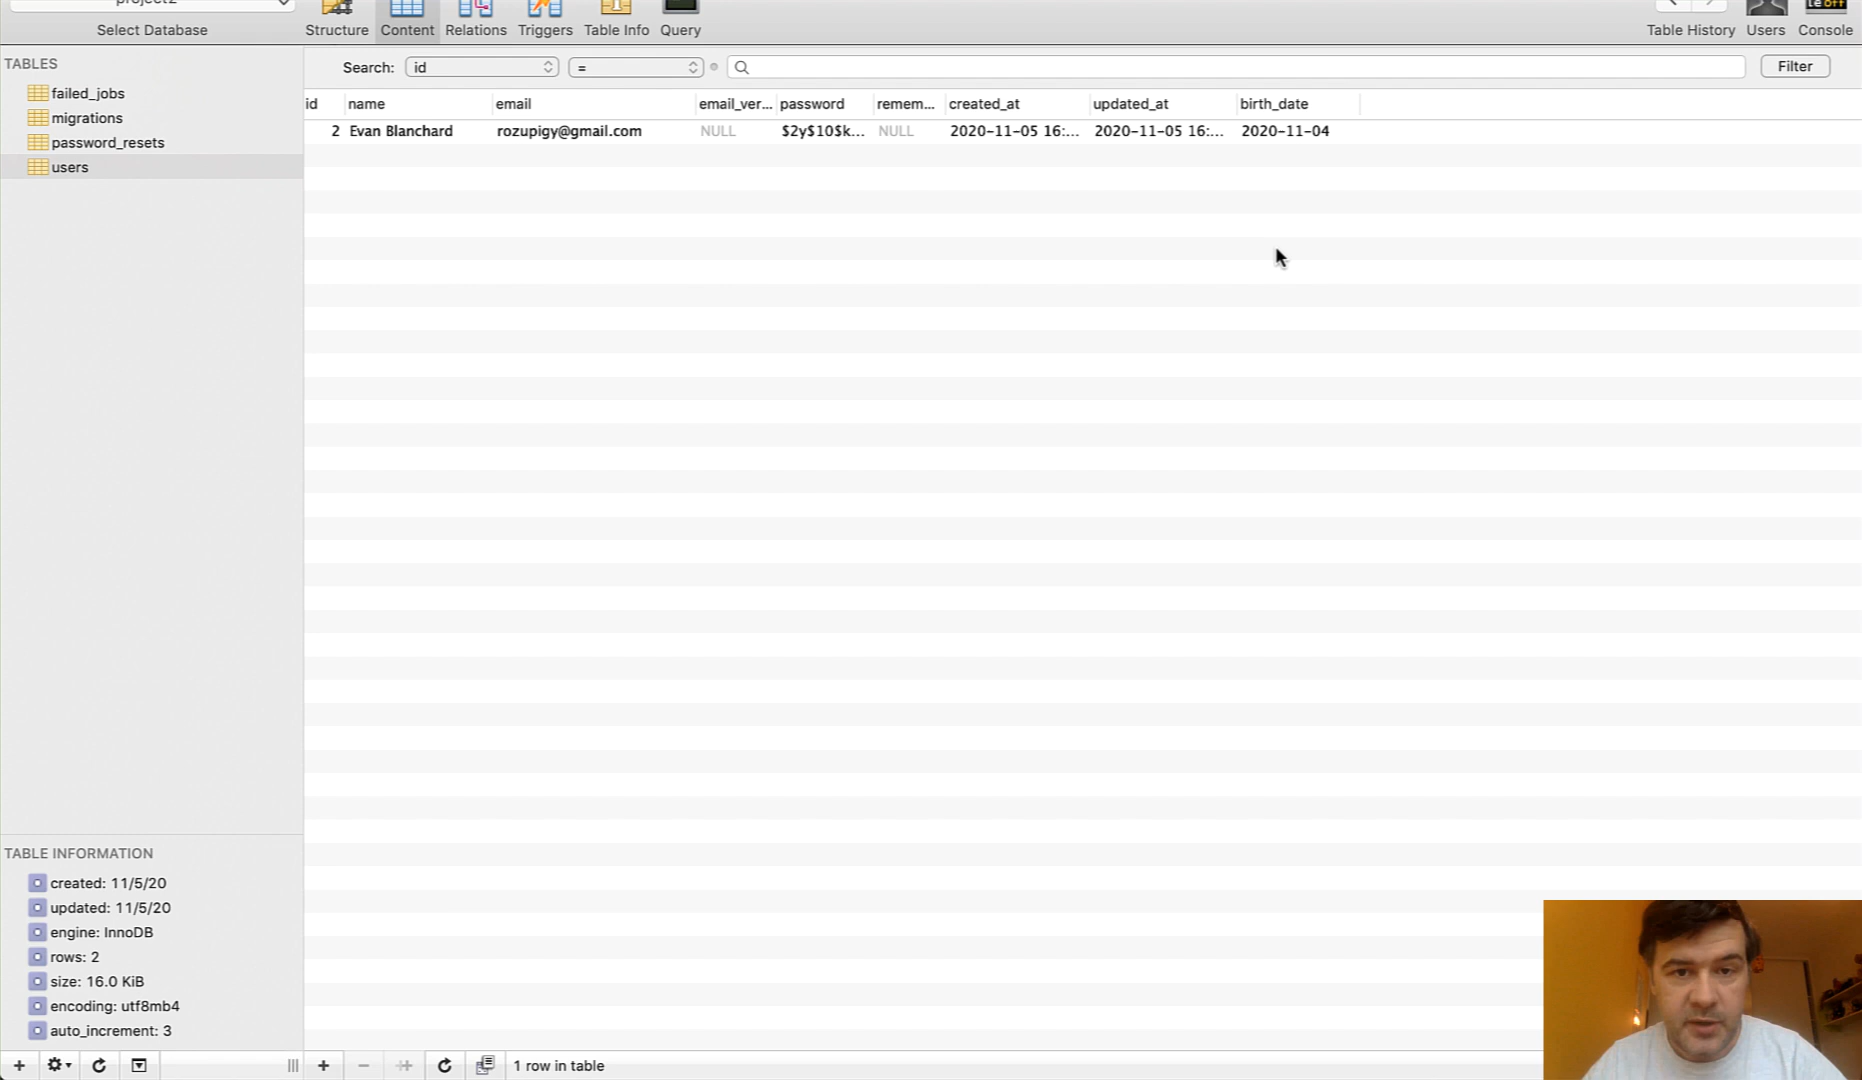 project2
Select Database
Structure Content Relations Triggers Table Info Query
Table History Users Console
TABLES
failed_jobs
migrations
password_resets
users
Search: id = Filter
id name email email_ver... password remem... created_at updated_at birth_date
2 Evan Blanchard rozupigy@gmail.com NULL $2y$10$k... NULL 2020-11-05 16:... 2020-11-05 16:... 2020-11-04
TABLE INFORMATION
created: 11/5/20
updated: 11/5/20
engine: InnoDB
rows: 2
size: 16.0 KiB
encoding: utf8mb4
auto_increment: 3
1 row in table